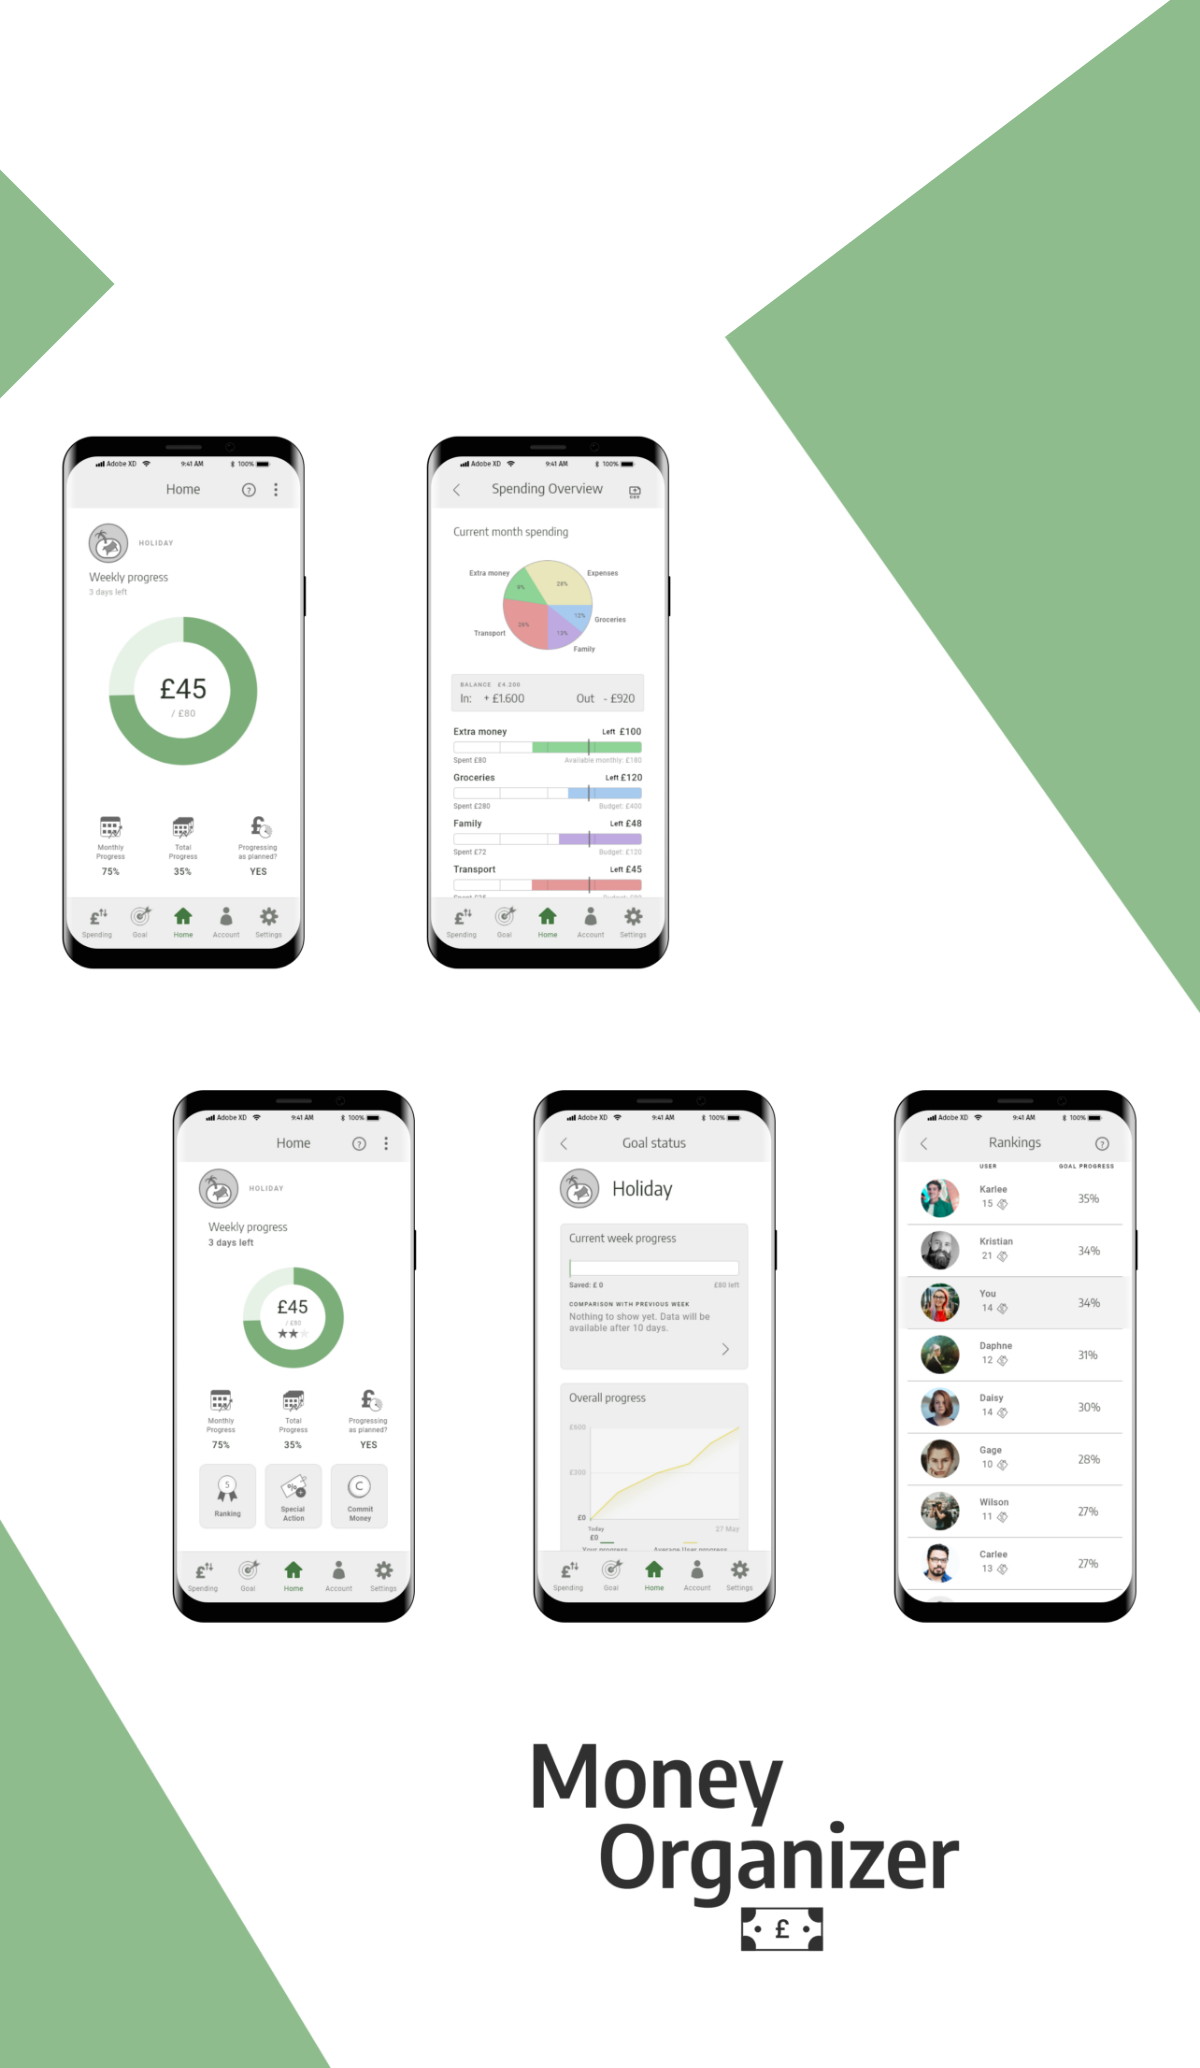 Adobe XD 9:41 AM 100%
Home
HOLIDAY
Weekly progress
3 days left
£45
/ £80
Monthly Progress
75%
Total Progress
35%
Progressing as planned?
YES
Spending Goal Home Account Settings
Adobe XD 9:41 AM 100%
Spending Overview
Current month spending
Extra money Expenses
9% 28%
12% Groceries
Transport 28% 13%
Family
BALANCE £4.200
In: + £1.600 Out - £920
Extra money Left £100
Spent £80 Available monthly: £180
Groceries Left £120
Spent £280 Budget: £400
Family Left £48
Spent £72 Budget: £120
Transport Left £45
Spending Goal Home Account Settings
Adobe XD 9:41 AM 100%
Home
HOLIDAY
Weekly progress
3 days left
£45
/ £80
Monthly Progress
75%
Total Progress
35%
Progressing as planned?
YES
5
Ranking
Special Action
C
Commit Money
Spending Goal Home Account Settings
Adobe XD 9:41 AM 100%
Goal status
Holiday
Current week progress
Saved: £ 0 £80 left
COMPARISON WITH PREVIOUS WEEK
Nothing to show yet. Data will be
available after 10 days.
Overall progress
£600
£300
£0
Today 27 May
£0
Your progress Average User progress
Spending Goal Home Account Settings
Adobe XD 9:41 AM 100%
Rankings
USER GOAL PROGRESS
Karlee
15 35%
Kristian
21 34%
You
14 34%
Daphne
12 31%
Daisy
14 30%
Gage
10 28%
Wilson
11 27%
Carlee
13 27%
Money
Organizer
£